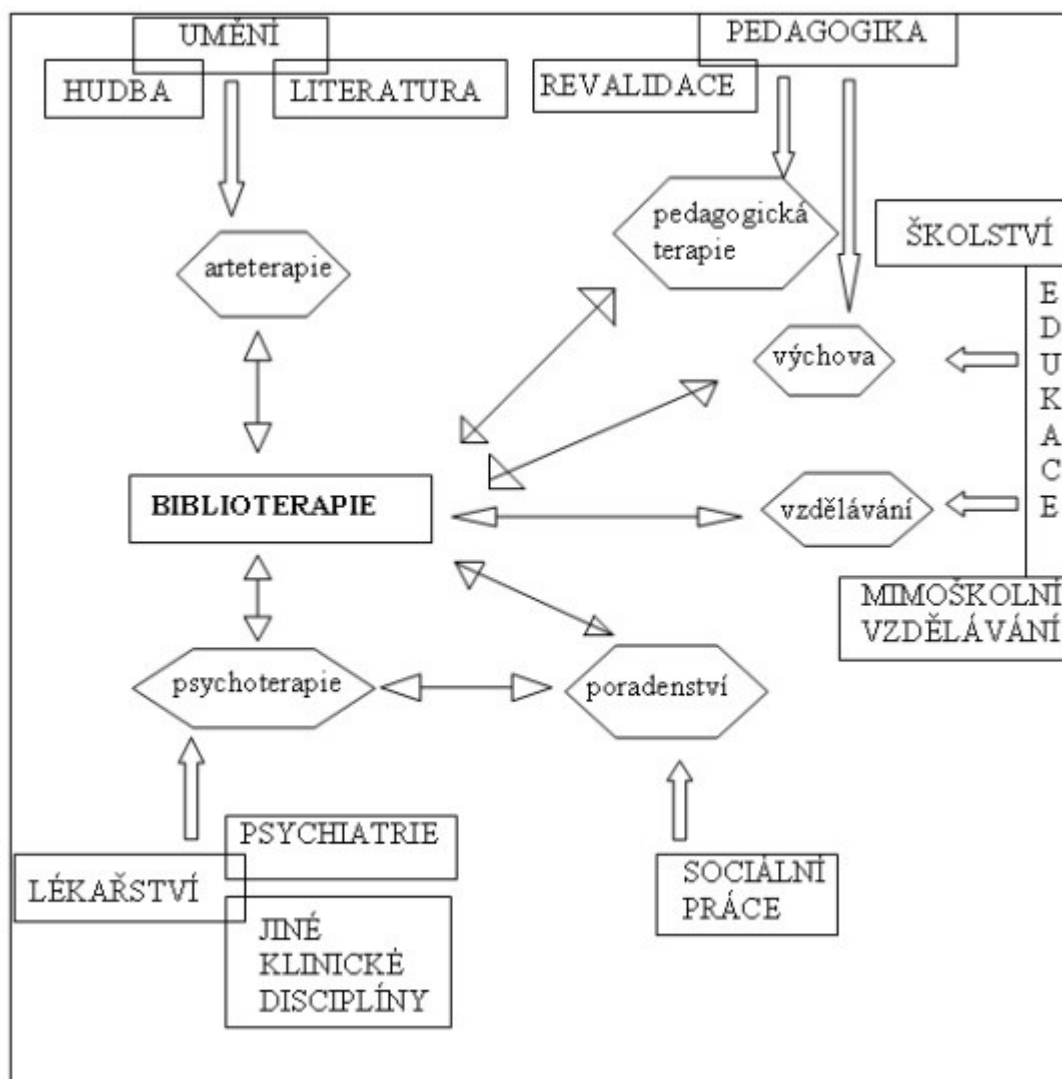 UMĚNÍ
HUDBA
LITERATURA
PEDAGOGIKA
REVALIDACE
arteterapie
pedagogická
terapie
ŠKOLSTVÍ
EDUKACE
výchova
BIBLIOTERAPIE
vzdělávání
MIMOŠKOLNÍ
VZDĚLÁVÁNÍ
psychoterapie
poradenství
PSYCHIATRIE
LÉKAŘSTVÍ
JINÉ
KLINICKÉ
DISCIPLÍNY
SOCIÁLNÍ
PRÁCE